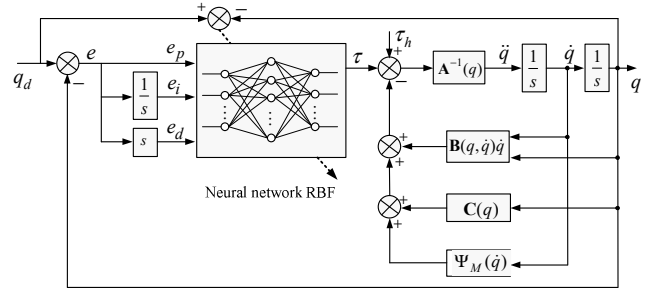 + −
τ_h
q_d e e_p τ + A⁻¹(q) q̈ 1/s q̇ 1/s q
− −
1/s e_i
s e_d
+ B(q, q̇)q̇
+
Neural network RBF
+ C(q)
+
Ψ_M(q̇)